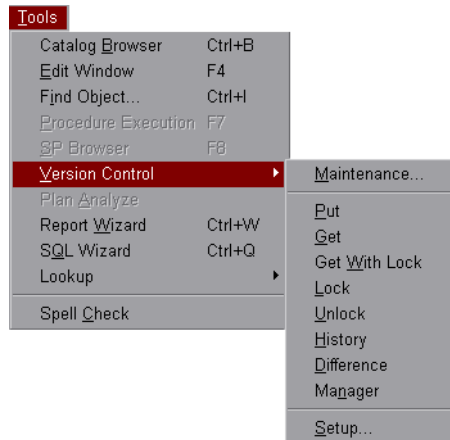 Tools
Catalog Browser Ctrl+B
Edit Window F4
Find Object... Ctrl+I
Procedure Execution F7
SP Browser F8
Version Control
Plan Analyze
Report Wizard Ctrl+W
SQL Wizard Ctrl+Q
Lookup
Spell Check
Maintenance...
Put
Get
Get With Lock
Lock
Unlock
History
Difference
Manager
Setup...